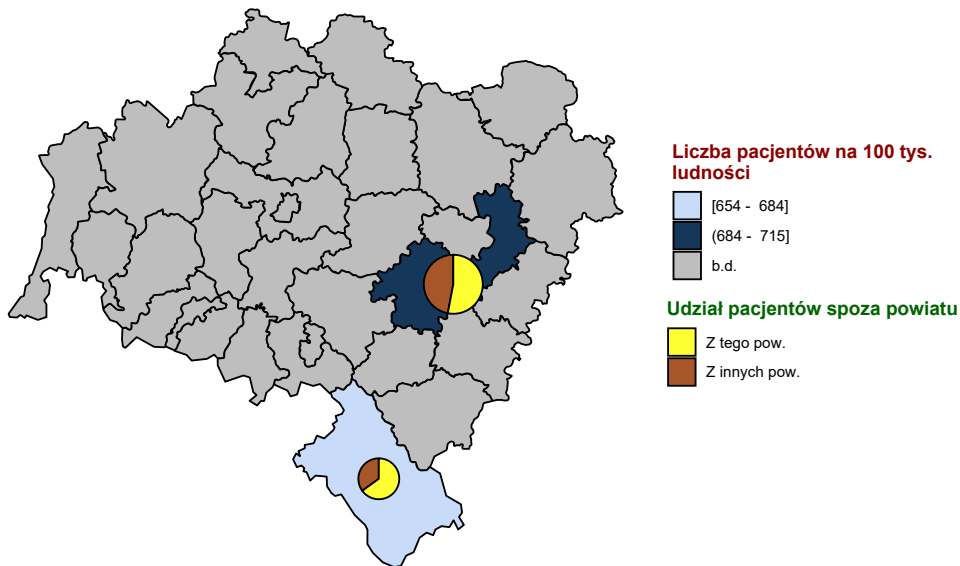 Liczba pacjentów na 100 tys.
ludności
[654 - 684]
(684 - 715]
b.d.
Udział pacjentów spoza powiatu
Z tego pow.
Z innych pow.